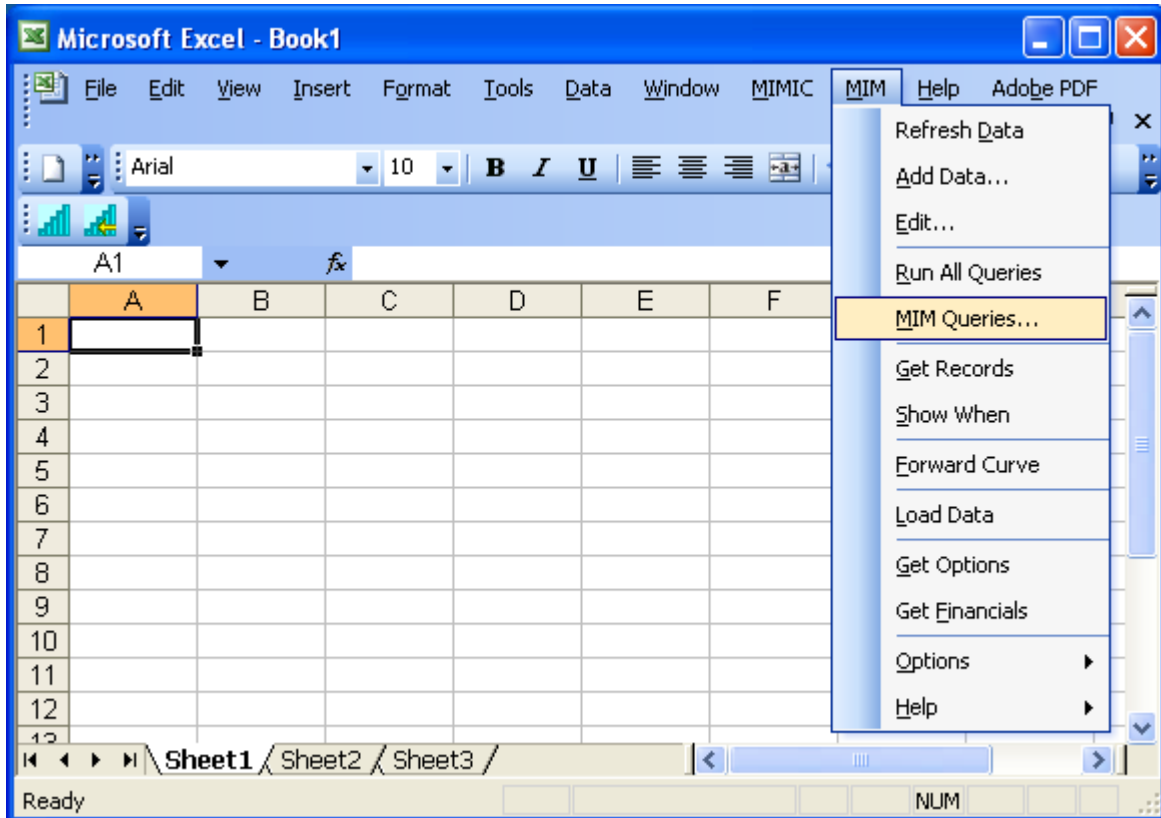 Microsoft Excel - Book1
File Edit View Insert Format Tools Data Window MIMIC MIM Help Adobe PDF
Arial 10 B I U
A1 fx
A B C D E F
1
2
3
4
5
6
7
8
9
10
11
12
13
Refresh Data
Add Data...
Edit...
Run All Queries
MIM Queries...
Get Records
Show When
Forward Curve
Load Data
Get Options
Get Financials
Options
Help
Sheet1 Sheet2 Sheet3
Ready NUM